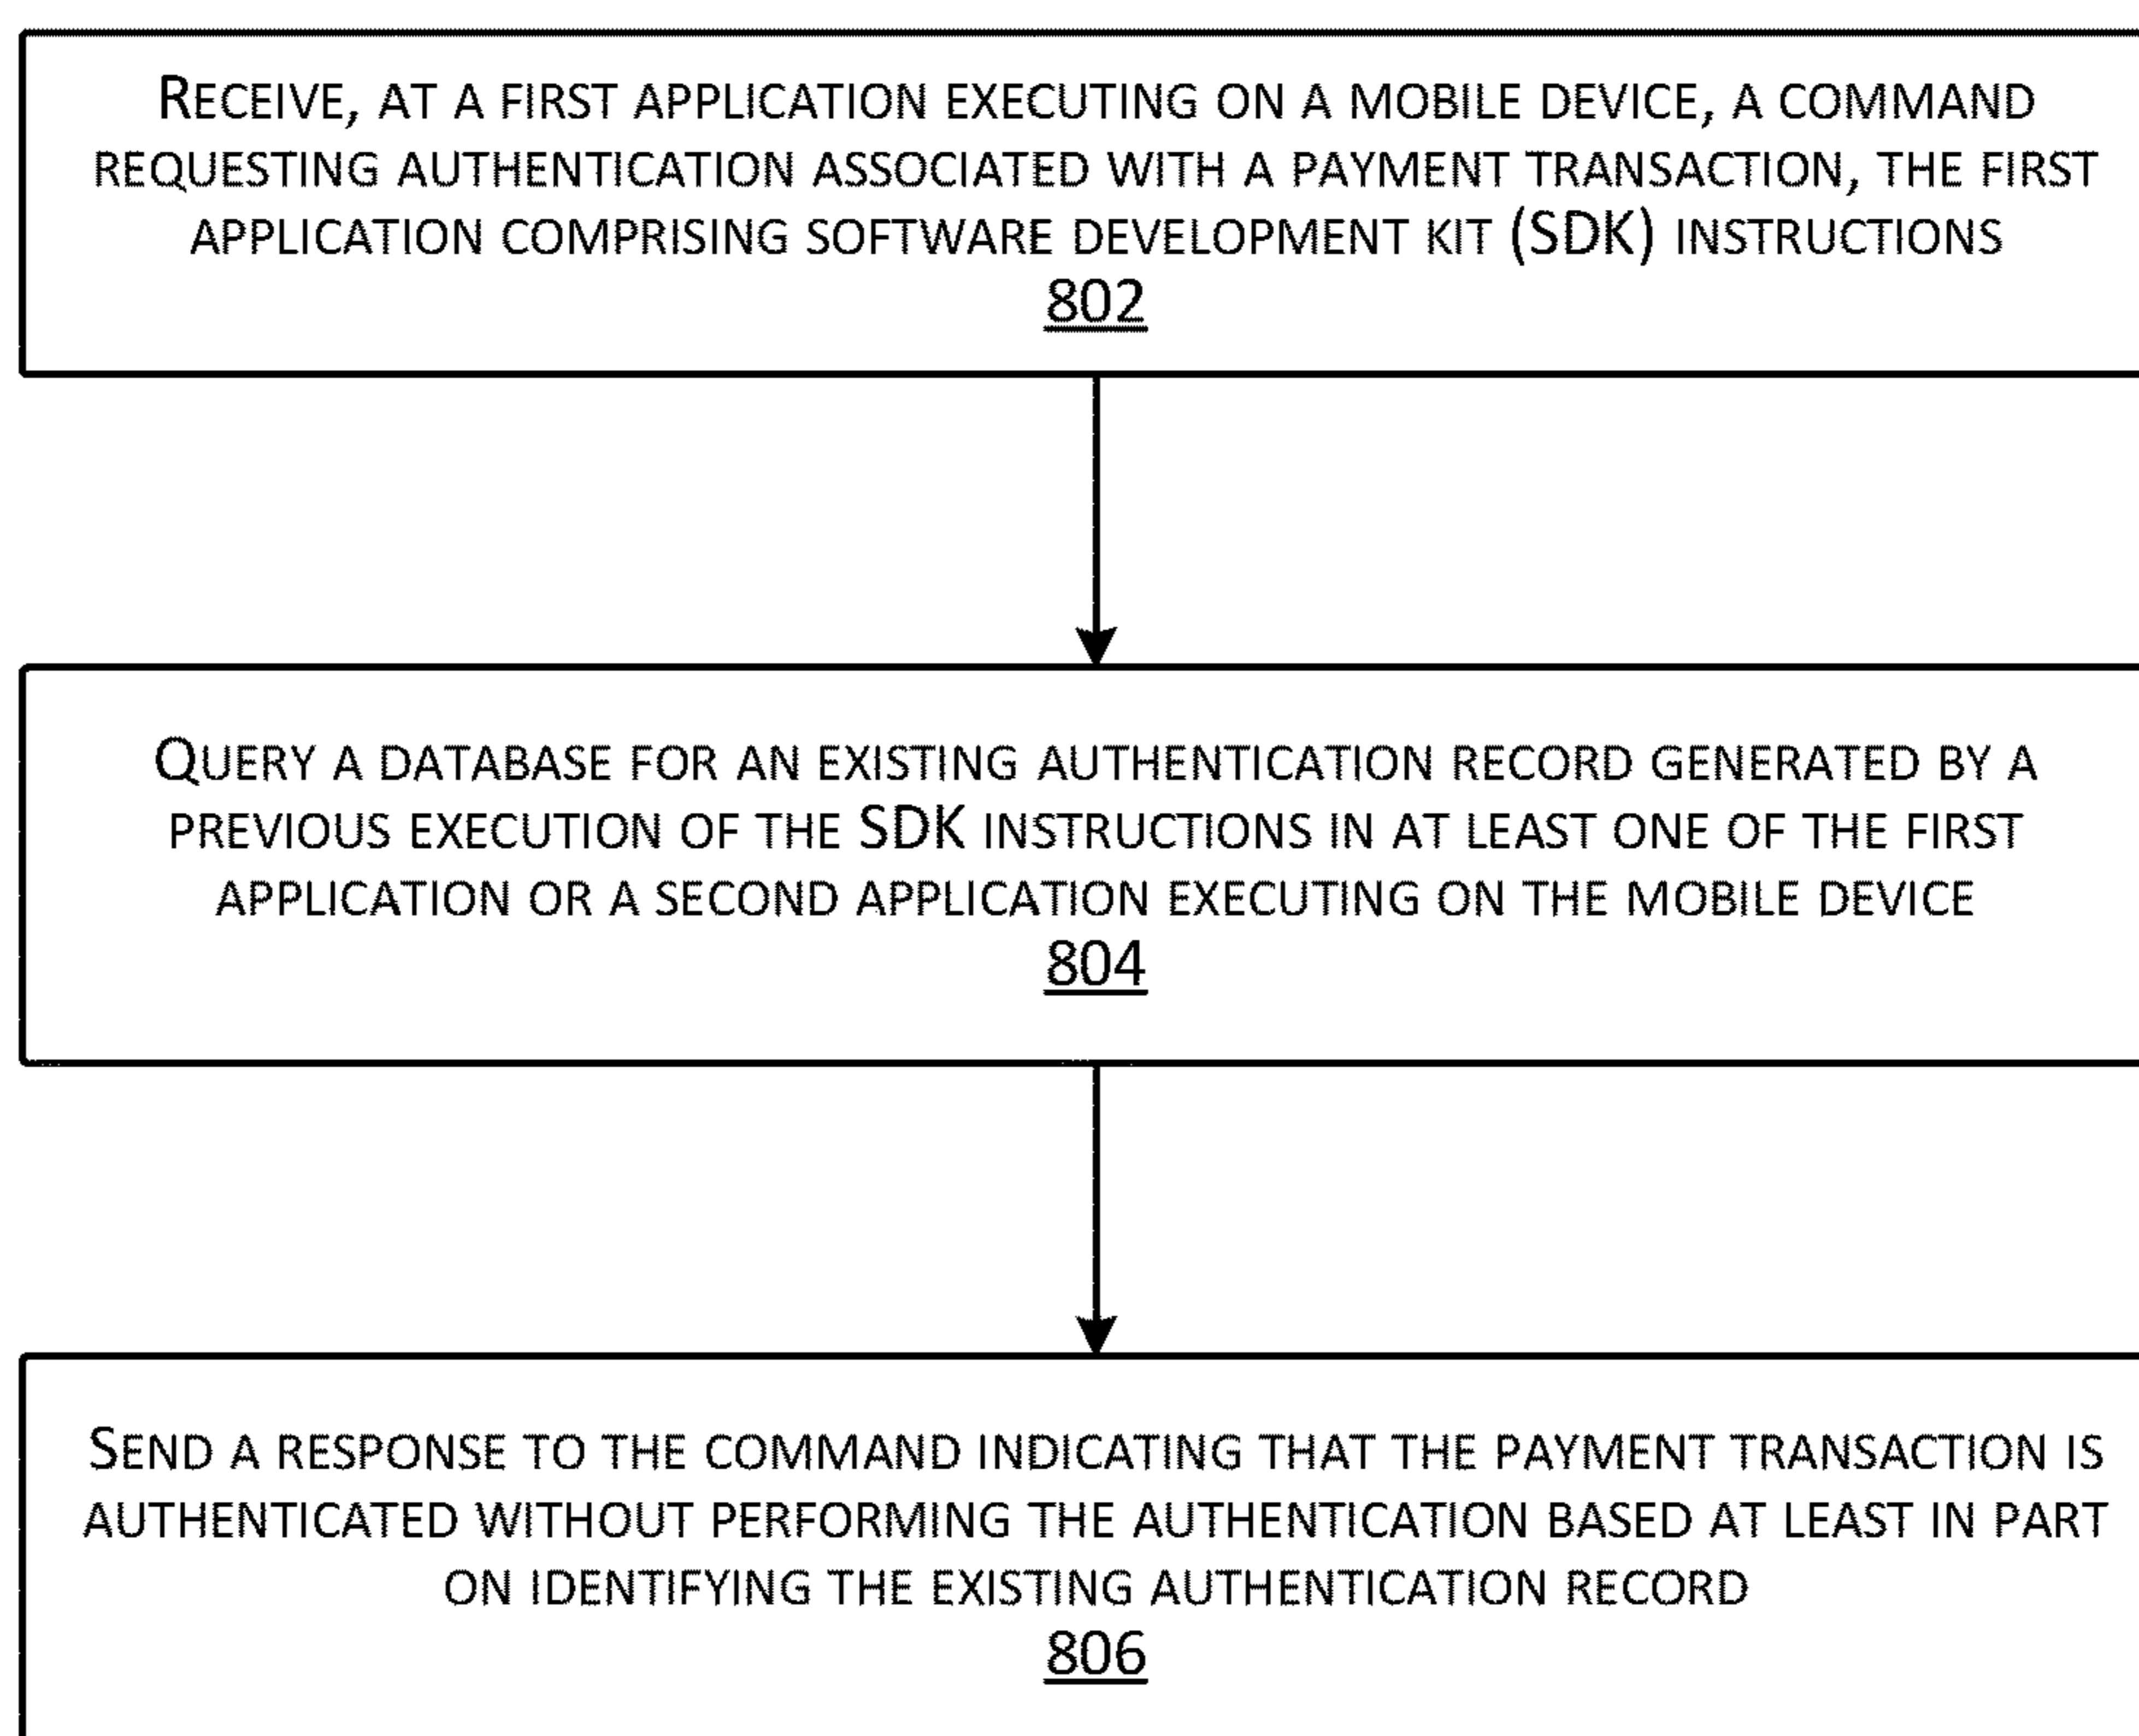 RECEIVE, AT A FIRST APPLICATION EXECUTING ON A MOBILE DEVICE, A COMMAND
REQUESTING AUTHENTICATION ASSOCIATED WITH A PAYMENT TRANSACTION, THE FIRST
APPLICATION COMPRISING SOFTWARE DEVELOPMENT KIT (SDK) INSTRUCTIONS
802
QUERY A DATABASE FOR AN EXISTING AUTHENTICATION RECORD GENERATED BY A
PREVIOUS EXECUTION OF THE SDK INSTRUCTIONS IN AT LEAST ONE OF THE FIRST
APPLICATION OR A SECOND APPLICATION EXECUTING ON THE MOBILE DEVICE
804
SEND A RESPONSE TO THE COMMAND INDICATING THAT THE PAYMENT TRANSACTION IS
AUTHENTICATED WITHOUT PERFORMING THE AUTHENTICATION BASED AT LEAST IN PART
ON IDENTIFYING THE EXISTING AUTHENTICATION RECORD
806